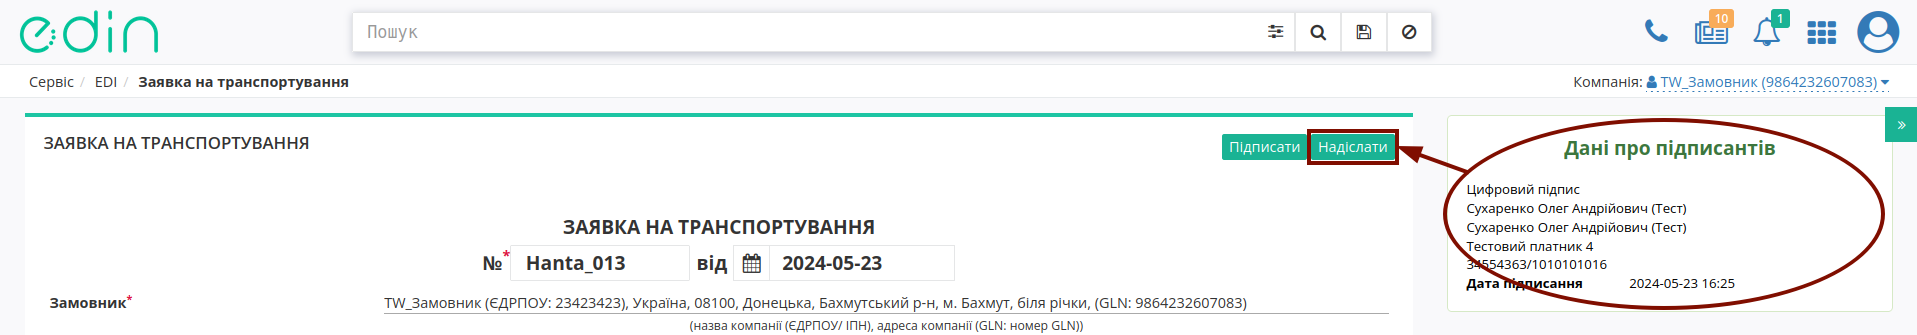 edin
Пошук
10
1
Сервіс / EDI / Заявка на транспортування
Компанія: TW_Замовник (9864232607083)
ЗАЯВКА НА ТРАНСПОРТУВАННЯ
Підписати
Надіслати
»
Дані про підписантів
Цифровий підпис
Сухаренко Олег Андрійович (Тест)
Сухаренко Олег Андрійович (Тест)
Тестовий платник 4
34554363/1010101016
Дата підписання 2024-05-23 16:25
ЗАЯВКА НА ТРАНСПОРТУВАННЯ
№* Hanta_013 від 2024-05-23
Замовник* TW_Замовник (ЄДРПОУ: 23423423), Україна, 08100, Донецька, Бахмутський р-н, м. Бахмут, біля річки, (GLN: 9864232607083)
(назва компанії (ЄДРПОУ/ ІПН), адреса компанії (GLN: номер GLN))